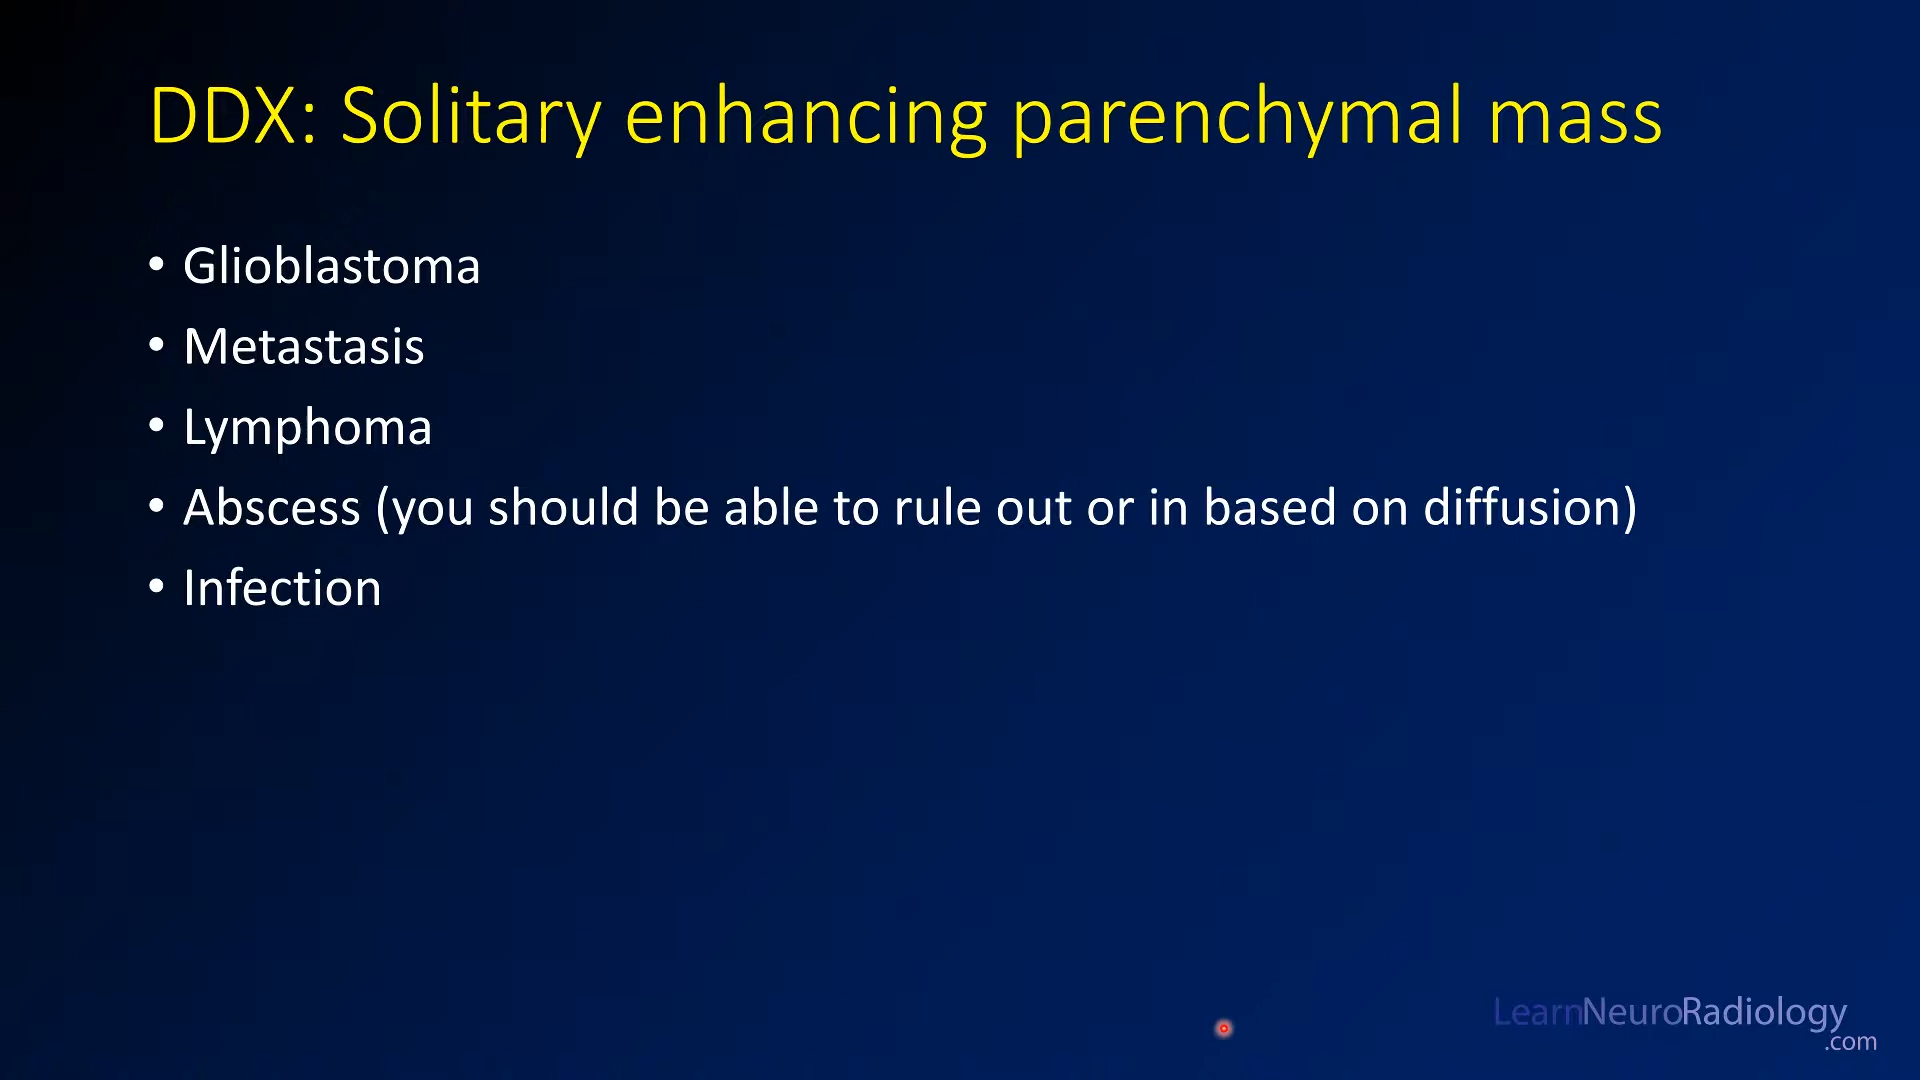 DDX: Solitary enhancing parenchymal mass
• Glioblastoma
• Metastasis
• Lymphoma
• Abscess (you should be able to rule out or in based on diffusion)
• Infection
LearnNeuroRadiology
.com